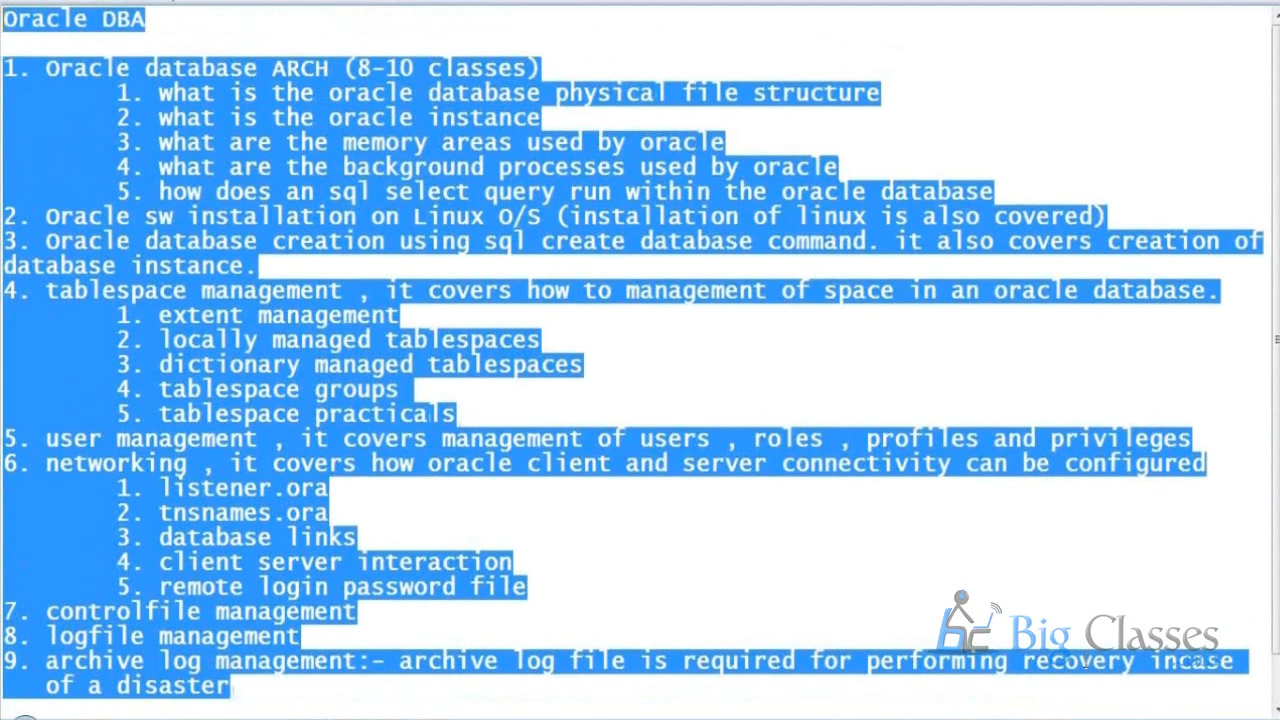 Oracle DBA
1. Oracle database ARCH (8-10 classes)
1. what is the oracle database physical file structure
2. what is the oracle instance
3. what are the memory areas used by oracle
4. what are the background processes used by oracle
5. how does an sql select query run within the oracle database
2. Oracle sw installation on Linux O/S (installation of linux is also covered)
3. Oracle database creation using sql create database command. it also covers creation of
database instance.
4. tablespace management , it covers how to management of space in an oracle database.
1. extent management
2. locally managed tablespaces
3. dictionary managed tablespaces
4. tablespace groups
5. tablespace practicals
5. user management , it covers management of users , roles , profiles and privileges
6. networking , it covers how oracle client and server connectivity can be configured
1. listener.ora
2. tnsnames.ora
3. database links
4. client server interaction
5. remote login password file
7. controlfile management
8. logfile management
9. archive log management:- archive log file is required for performing recovery incase
of a disaster
Big Classes